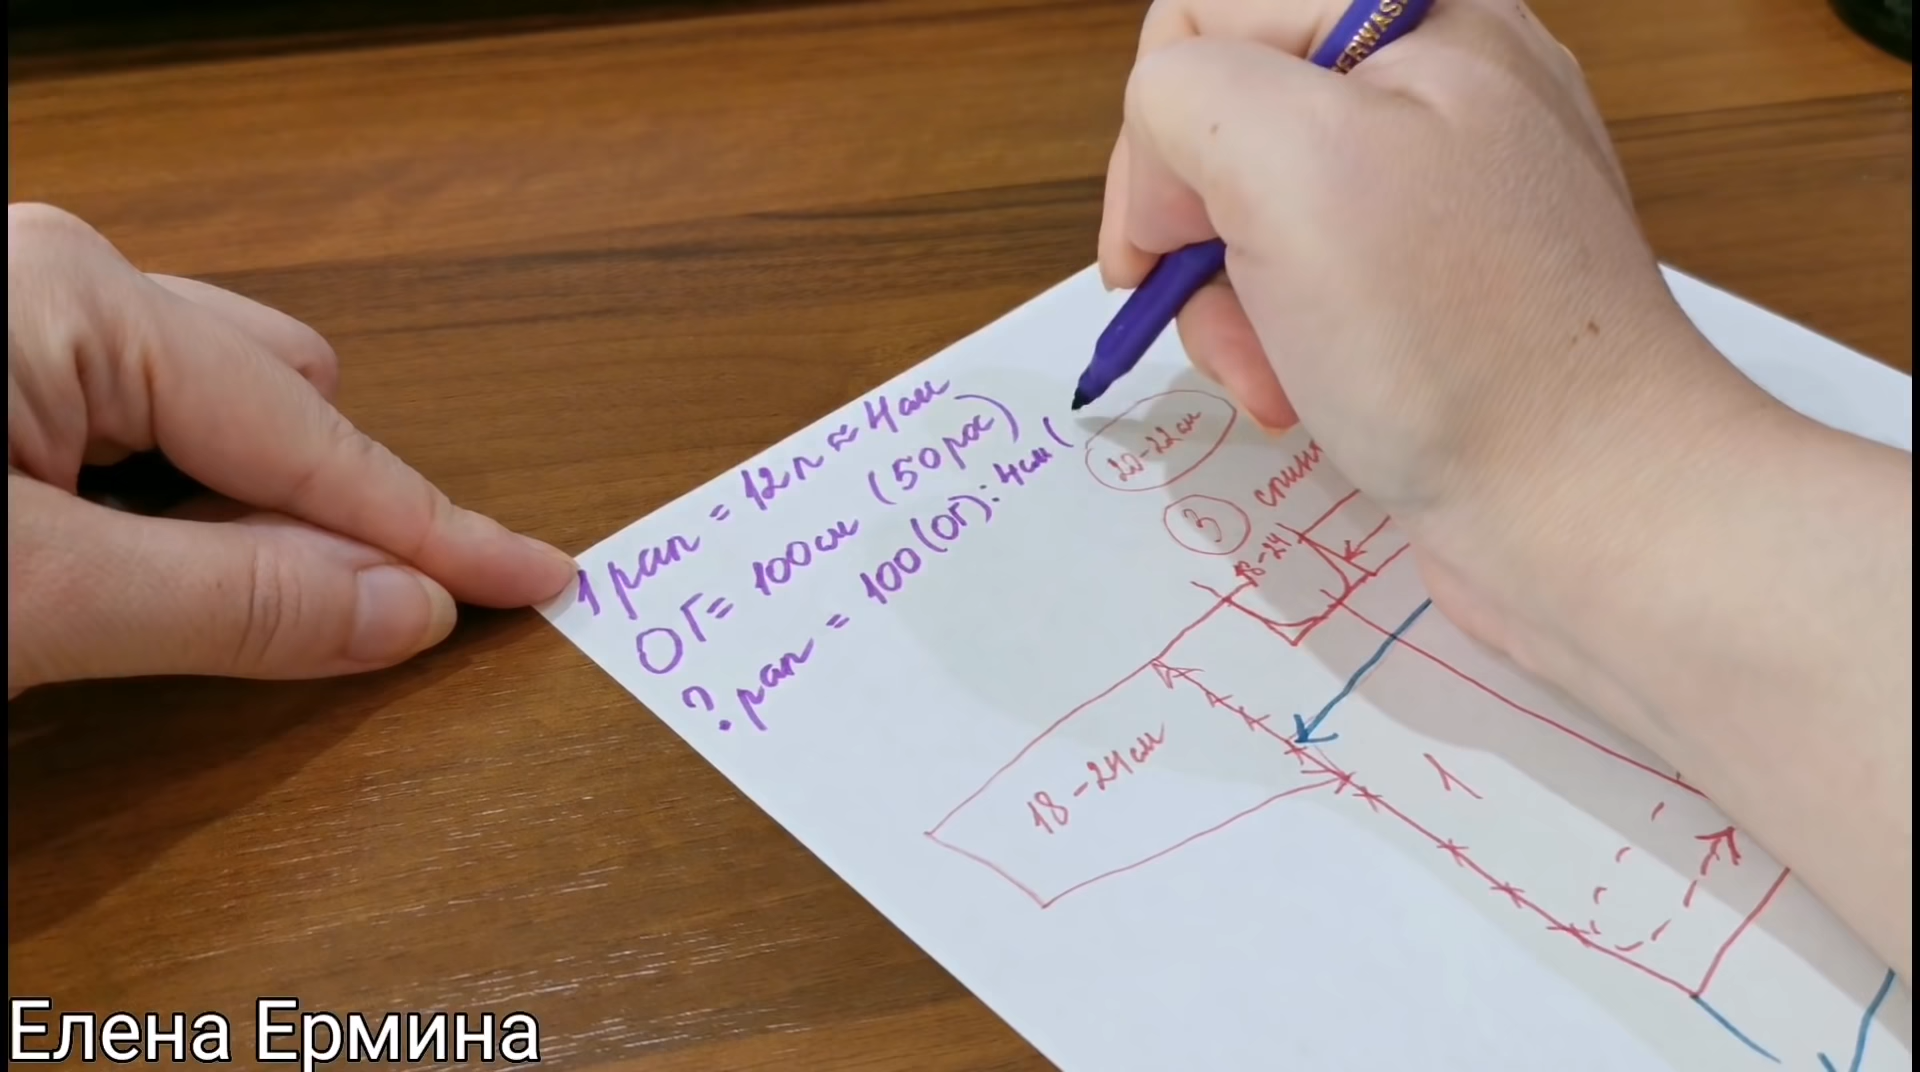 1 рап = 12 п ≈ 4 см
ОГ = 100 см (50 рос)
? рап = 100 (ОГ) : 4 см (
20-22 см
3
18-24
18-24 см
1
Елена Ермина